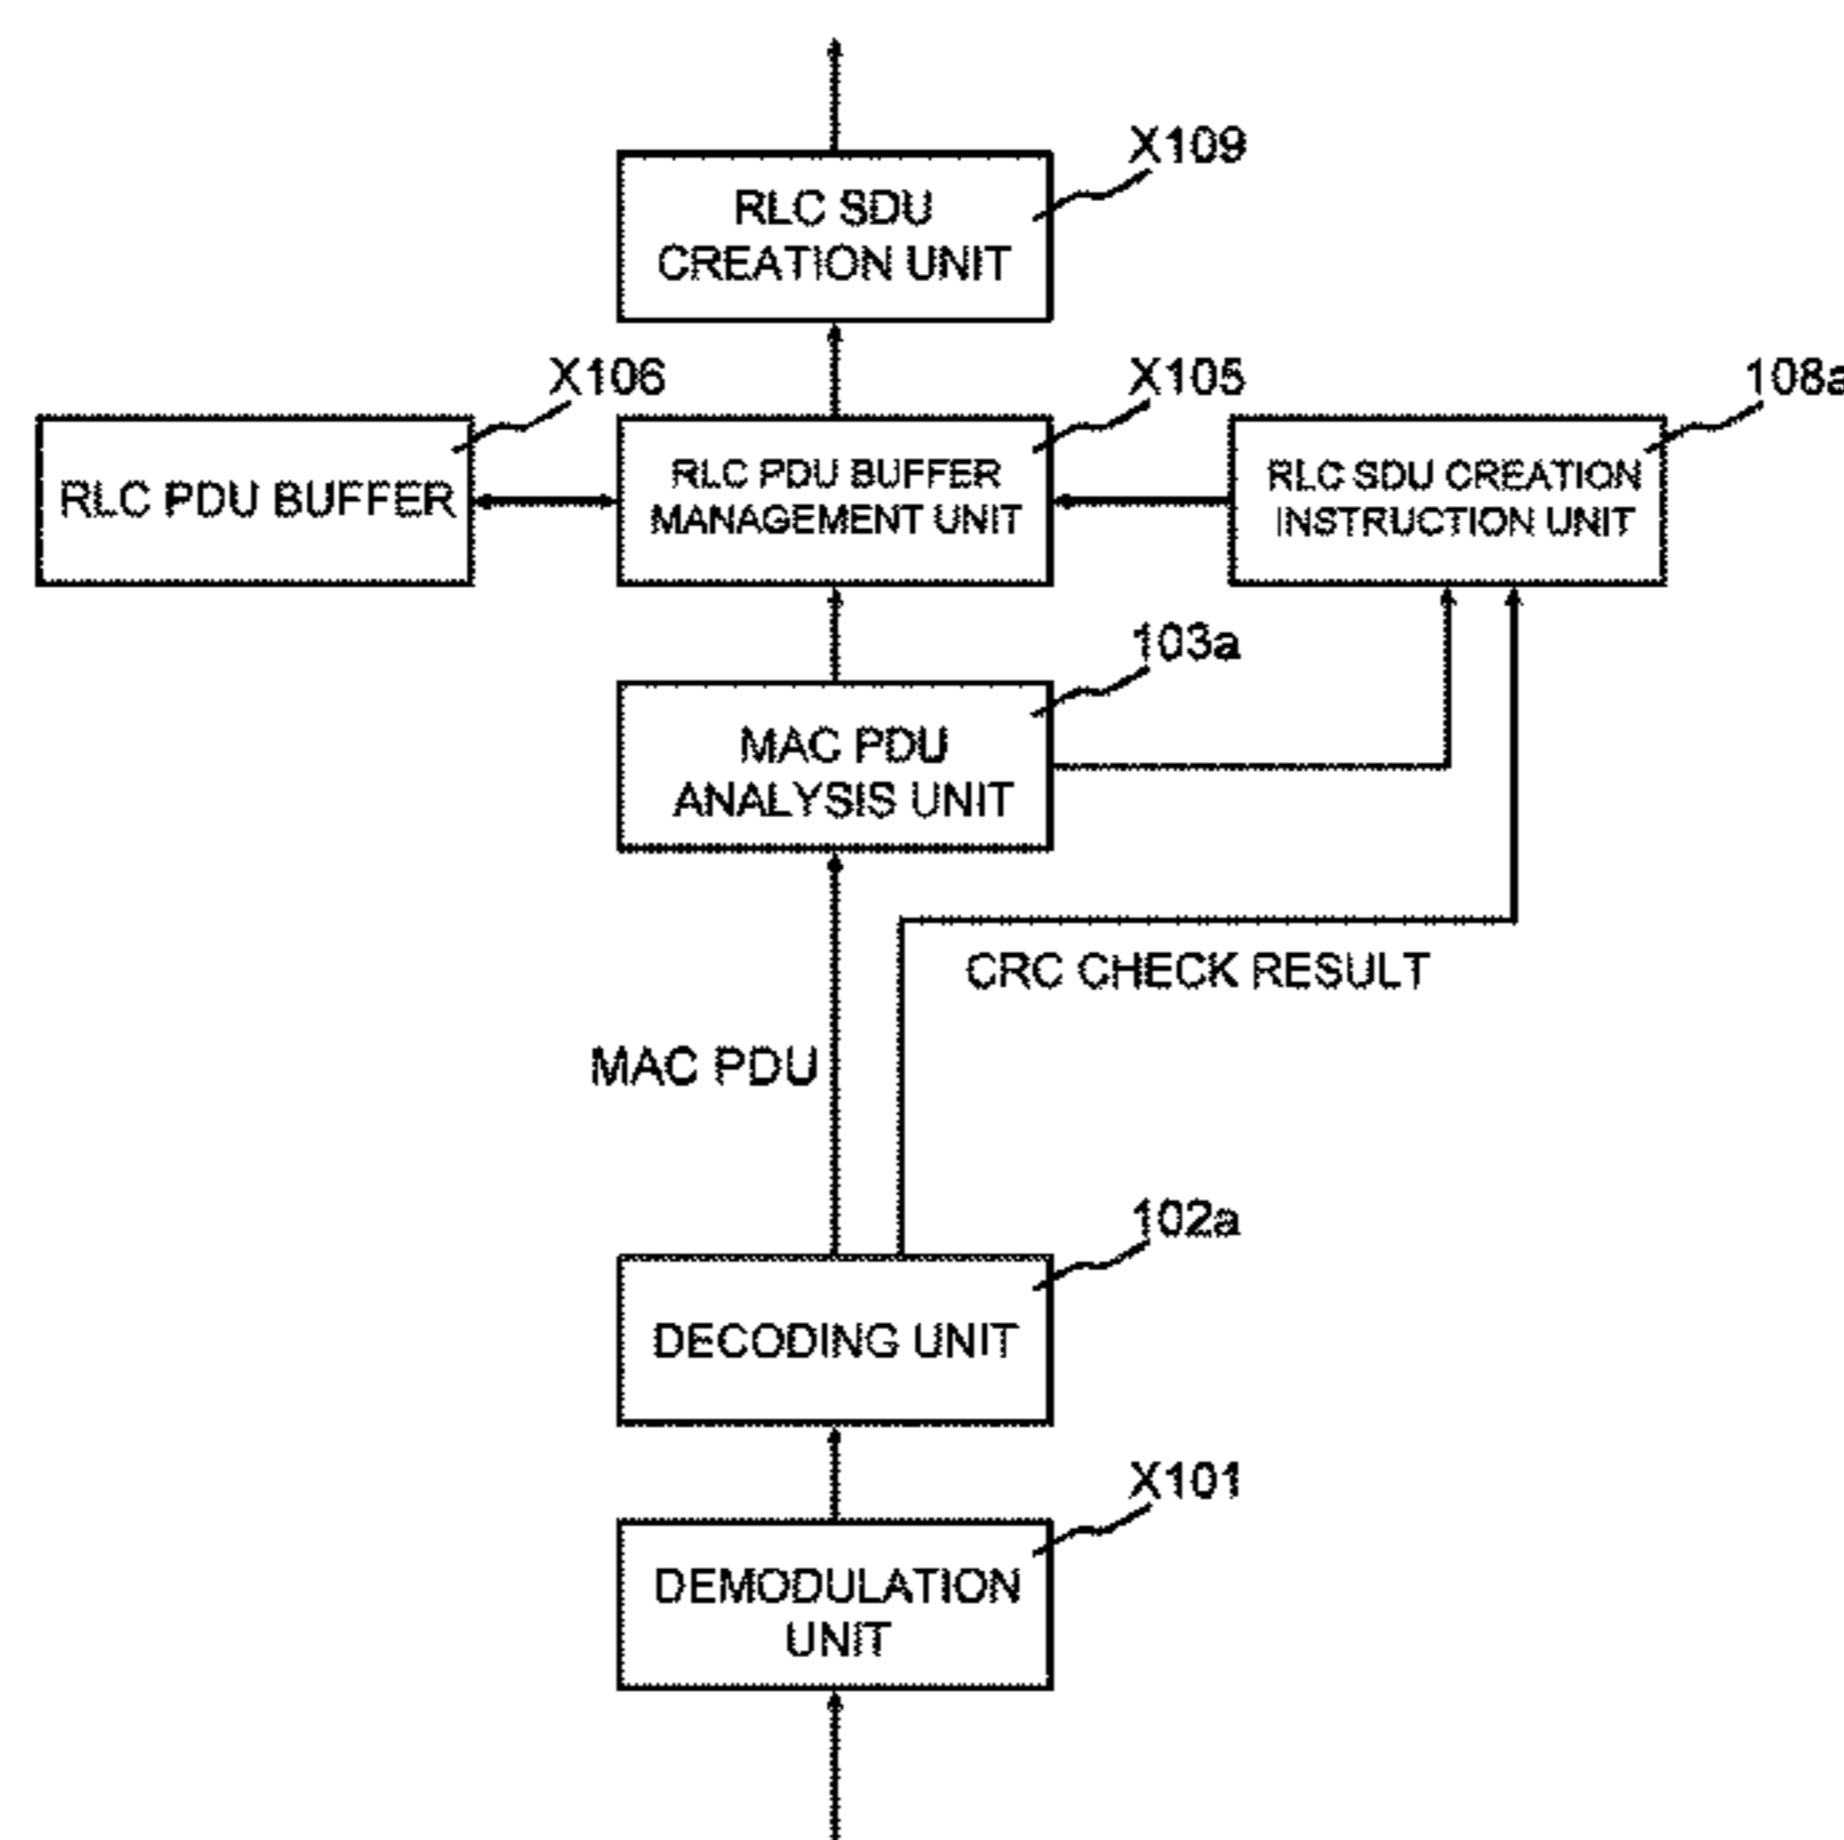 X109
RLC SDU
CREATION UNIT
X106
X105
108a
RLC PDU BUFFER
RLC PDU BUFFER
MANAGEMENT UNIT
RLC SDU CREATION
INSTRUCTION UNIT
103a
MAC PDU
ANALYSIS UNIT
CRC CHECK RESULT
MAC PDU
102a
DECODING UNIT
X101
DEMODULATION
UNIT